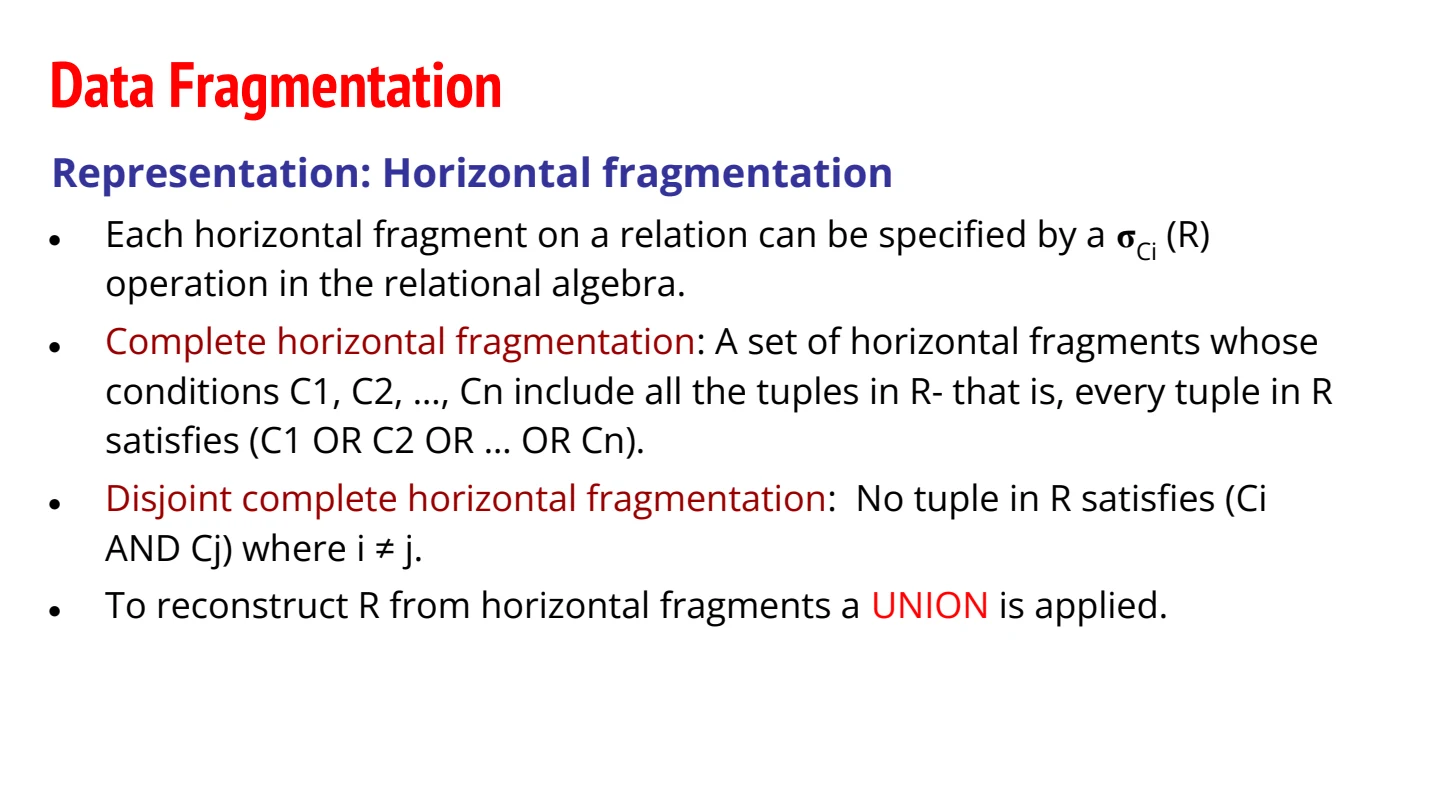 Data Fragmentation
Representation: Horizontal fragmentation
• Each horizontal fragment on a relation can be specified by a σCi (R)
operation in the relational algebra.
• Complete horizontal fragmentation: A set of horizontal fragments whose
conditions C1, C2, …, Cn include all the tuples in R- that is, every tuple in R
satisfies (C1 OR C2 OR … OR Cn).
• Disjoint complete horizontal fragmentation:  No tuple in R satisfies (Ci
AND Cj) where i ≠ j.
• To reconstruct R from horizontal fragments a UNION is applied.